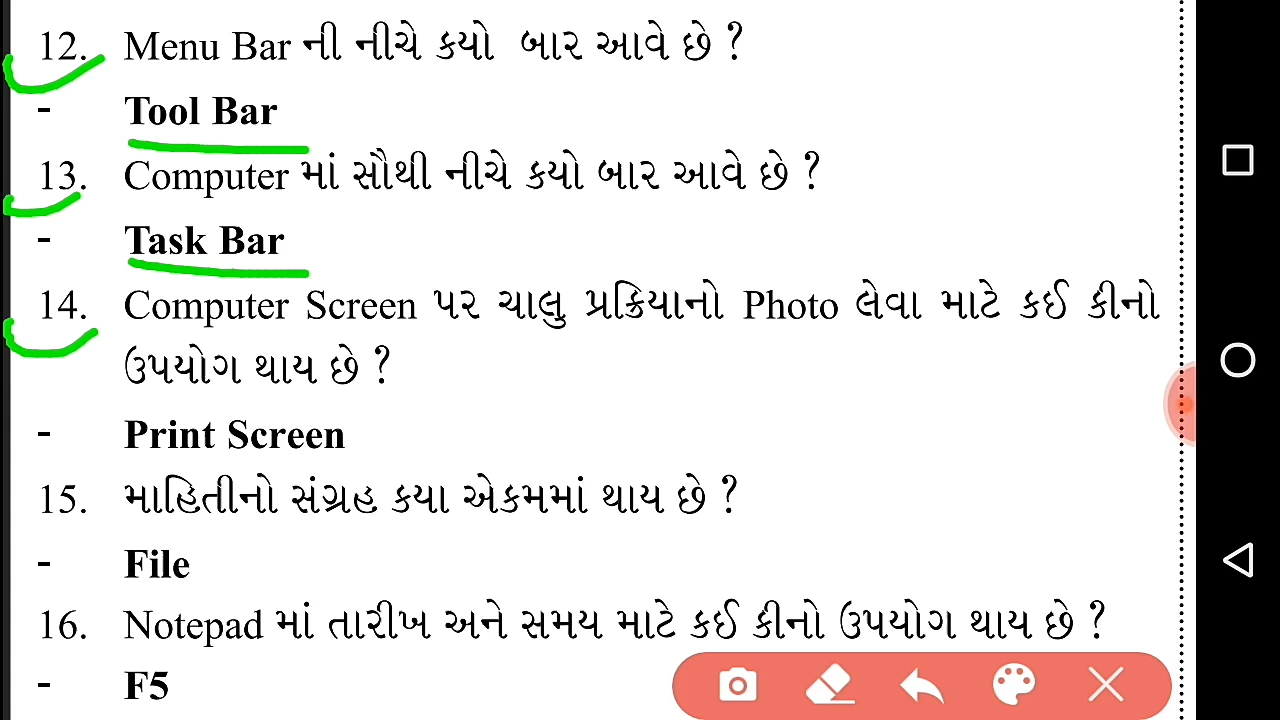 12. Menu Bar ની નીચે કયો બાર આવે છે ?
- Tool Bar
13. Computer માં સૌથી નીચે કયો બાર આવે છે ?
- Task Bar
14. Computer Screen પર ચાલુ પ્રક્રિયાનો Photo લેવા માટે કઈ કીનો
ઉપયોગ થાય છે ?
- Print Screen
15. માહિતીનો સંગ્રહ કયા એકમમાં થાય છે ?
- File
16. Notepad માં તારીખ અને સમય માટે કઈ કીનો ઉપયોગ થાય છે ?
- F5